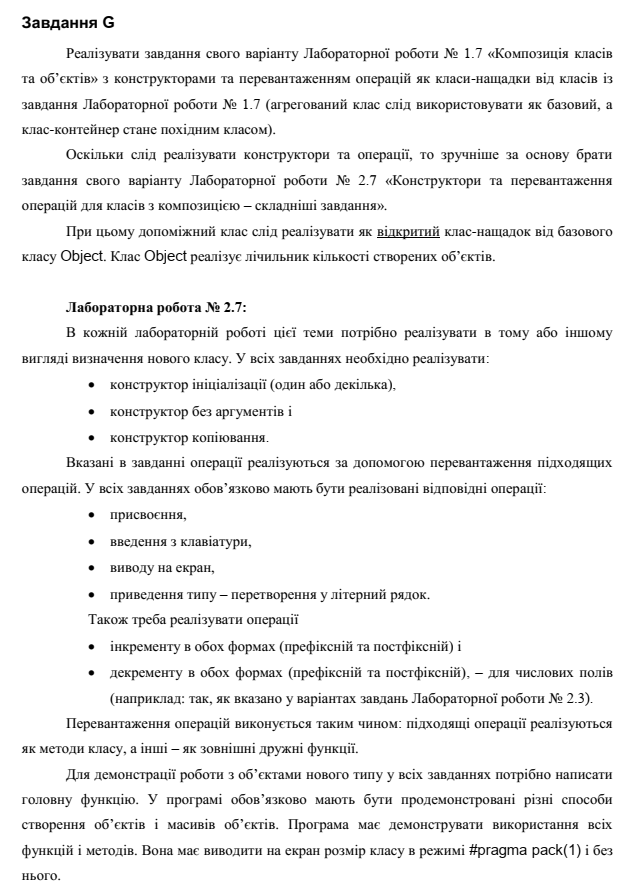 Завдання G
Реалізувати завдання свого варіанту Лабораторної роботи № 1.7 «Композиція класів
та об’єктів» з конструкторами та перевантаженням операцій як класи-нащадки від класів із
завдання Лабораторної роботи № 1.7 (агрегований клас слід використовувати як базовий, а
клас-контейнер стане похідним класом).
Оскільки слід реалізувати конструктори та операції, то зручніше за основу брати
завдання свого варіанту Лабораторної роботи № 2.7 «Конструктори та перевантаження
операцій для класів з композицією – складніші завдання».
При цьому допоміжний клас слід реалізувати як відкритий клас-нащадок від базового
класу Object. Клас Object реалізує лічильник кількості створених об’єктів.
Лабораторна робота № 2.7:
В кожній лабораторній роботі цієї теми потрібно реалізувати в тому або іншому
вигляді визначення нового класу. У всіх завданнях необхідно реалізувати:
• конструктор ініціалізації (один або декілька),
• конструктор без аргументів і
• конструктор копіювання.
Вказані в завданні операції реалізуються за допомогою перевантаження підходящих
операцій. У всіх завданнях обов’язково мають бути реалізовані відповідні операції:
• присвоєння,
• введення з клавіатури,
• виводу на екран,
• приведення типу – перетворення у літерний рядок.
Також треба реалізувати операції
• інкременту в обох формах (префіксній та постфіксній) і
• декременту в обох формах (префіксній та постфіксній), – для числових полів
(наприклад: так, як вказано у варіантах завдань Лабораторної роботи № 2.3).
Перевантаження операцій виконується таким чином: підходящі операції реалізуються
як методи класу, а інші – як зовнішні дружні функції.
Для демонстрації роботи з об’єктами нового типу у всіх завданнях потрібно написати
головну функцію. У програмі обов’язково мають бути продемонстровані різні способи
створення об’єктів і масивів об’єктів. Програма має демонструвати використання всіх
функцій і методів. Вона має виводити на екран розмір класу в режимі #pragma pack(1) і без
нього.